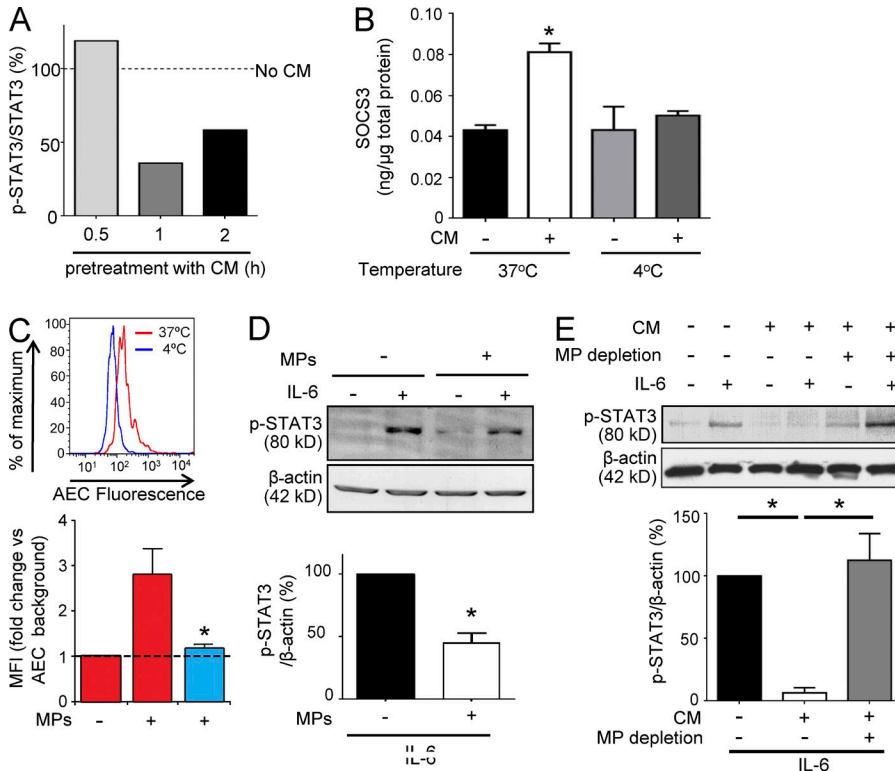 A
p-STAT3/STAT3 (%)
100
50
0
No CM
0.5 1 2
pretreatment with CM (h)
B
SOCS3
(ng/µg total protein)
0.10
0.08
0.06
0.04
0.02
0.00
*
CM - + - +
Temperature 37ºC 4ºC
C
% of maximum
100
80
60
40
20
0
37ºC
4ºC
10¹ 10² 10³ 10⁴
AEC Fluorescence
MFI (fold change vs
AEC background)
4
3
2
1
0
*
MPs - + +
D
MPs - +
IL-6 - + - +
p-STAT3
(80 kD)
β-actin
(42 kD)
p-STAT3
/β-actin (%)
100
50
0
*
MPs - +
IL-6
E
CM - - + + + +
MP depletion - - - - + +
IL-6 - + - + - +
p-STAT3
(80 kD)
β-actin
(42 kD)
p-STAT3/β-actin (%)
150
100
50
0
* *
CM - + +
MP depletion +
IL-6